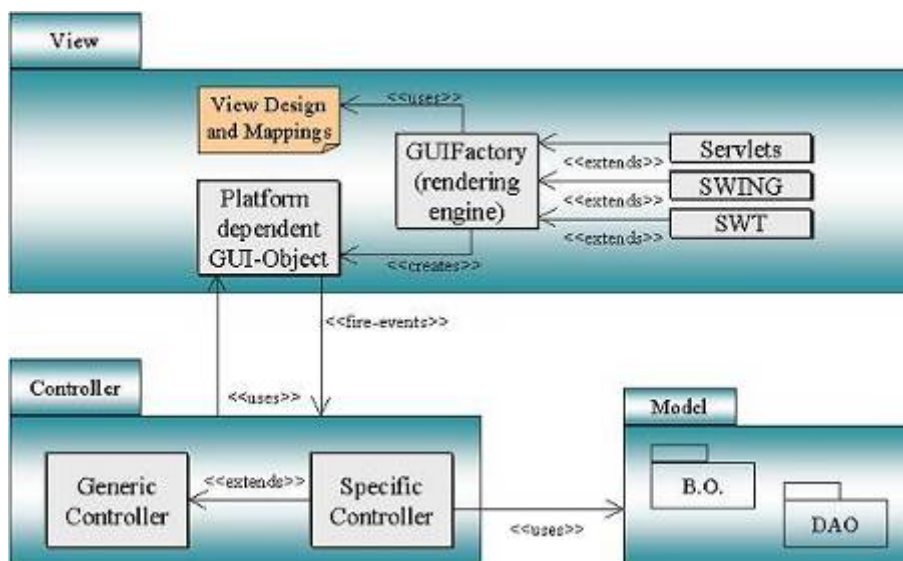 View
View Design
and Mappings
<<uses>>
GUIFactory
(rendering
engine)
Servlets
<<extends>>
SWING
<<extends>>
SWT
<<extends>>
Platform
dependent
GUI-Object
<<creates>>
<<fire-events>>
Controller
<<uses>>
Model
Generic
Controller
<<extends>>
Specific
Controller
<<uses>>
B.O.
DAO